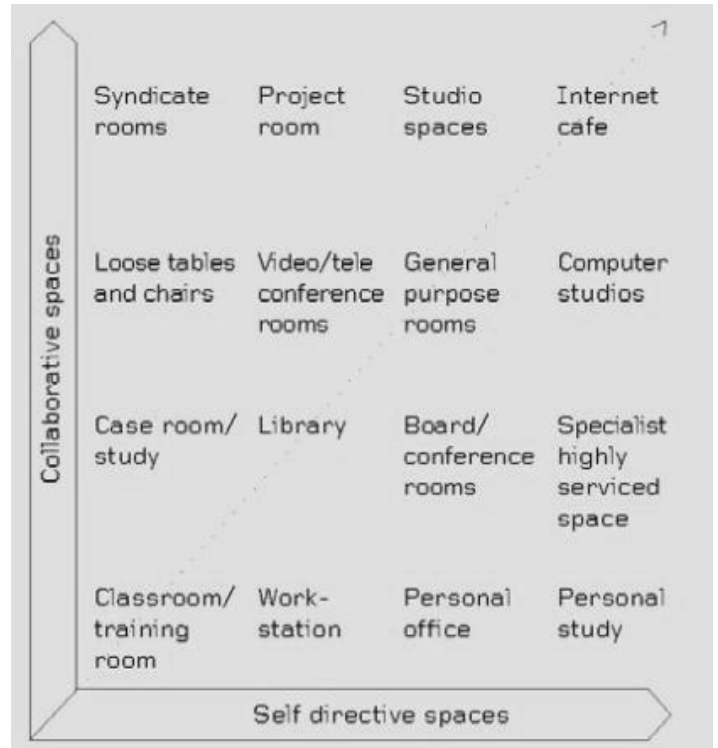 Syndicate
rooms
Project
room
Studio
spaces
Internet
cafe
Loose tables
and chairs
Video/tele
conference
rooms
General
purpose
rooms
Computer
studios
Case room/
study
Library
Board/
conference
rooms
Specialist
highly
serviced
space
Classroom/
training
room
Work-
station
Personal
office
Personal
study
Collaborative spaces
Self directive spaces